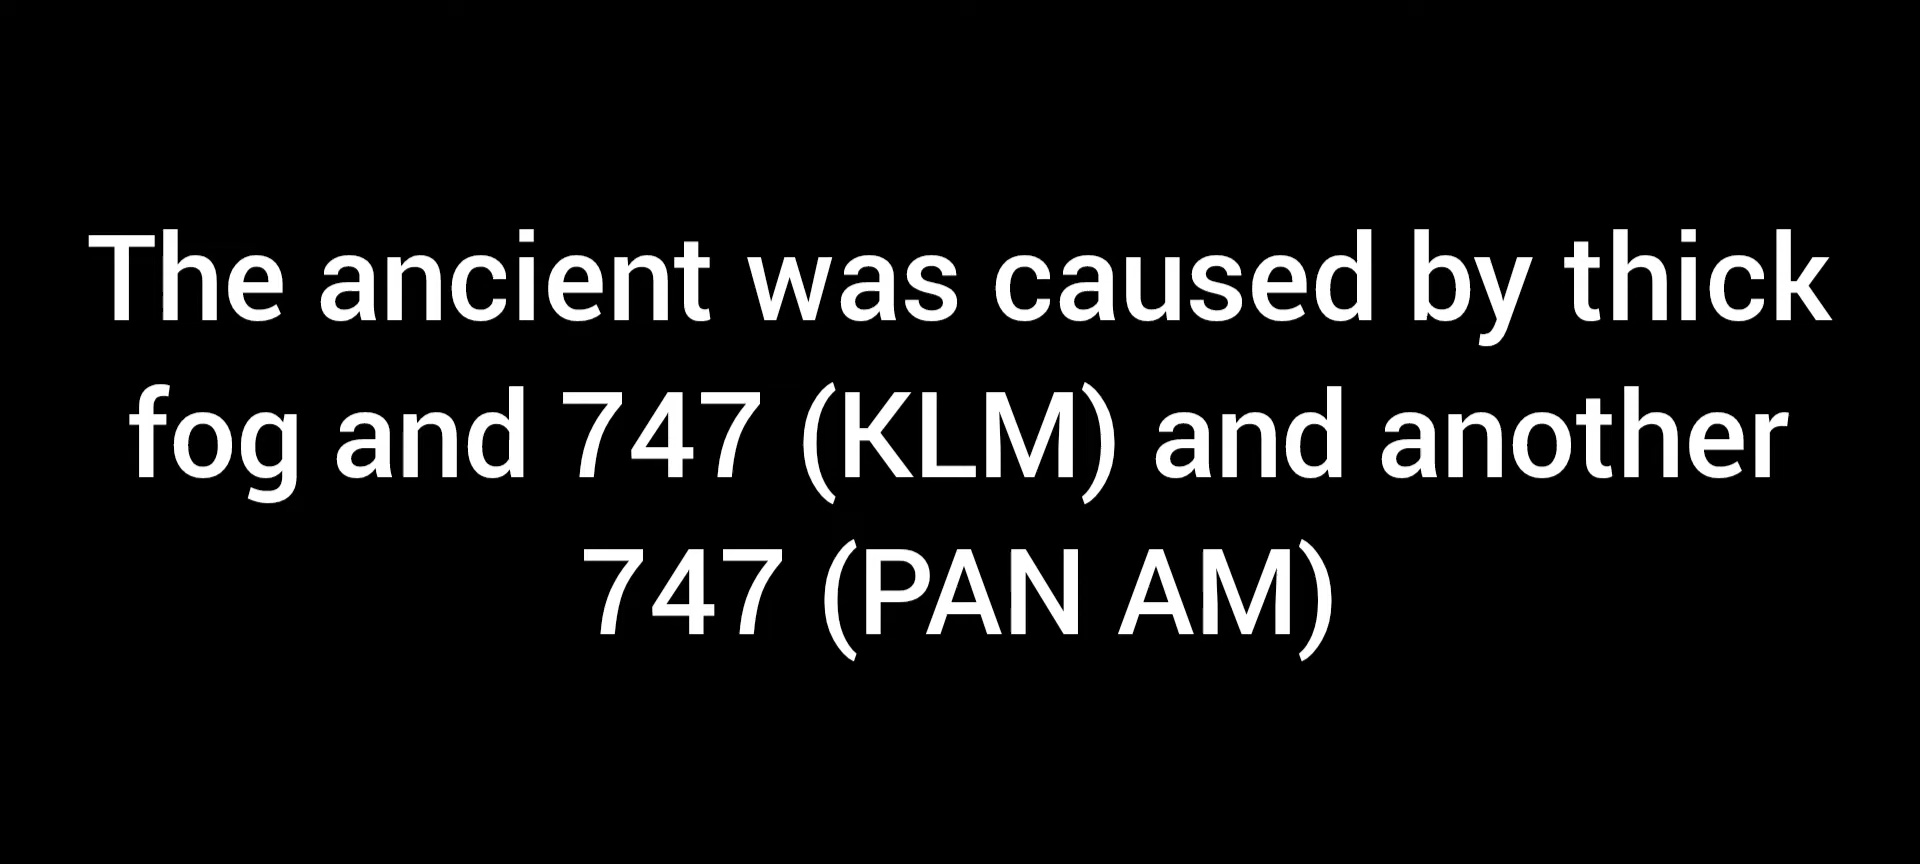 The ancient was caused by thick
fog and 747 (KLM) and another
747 (PAN AM)